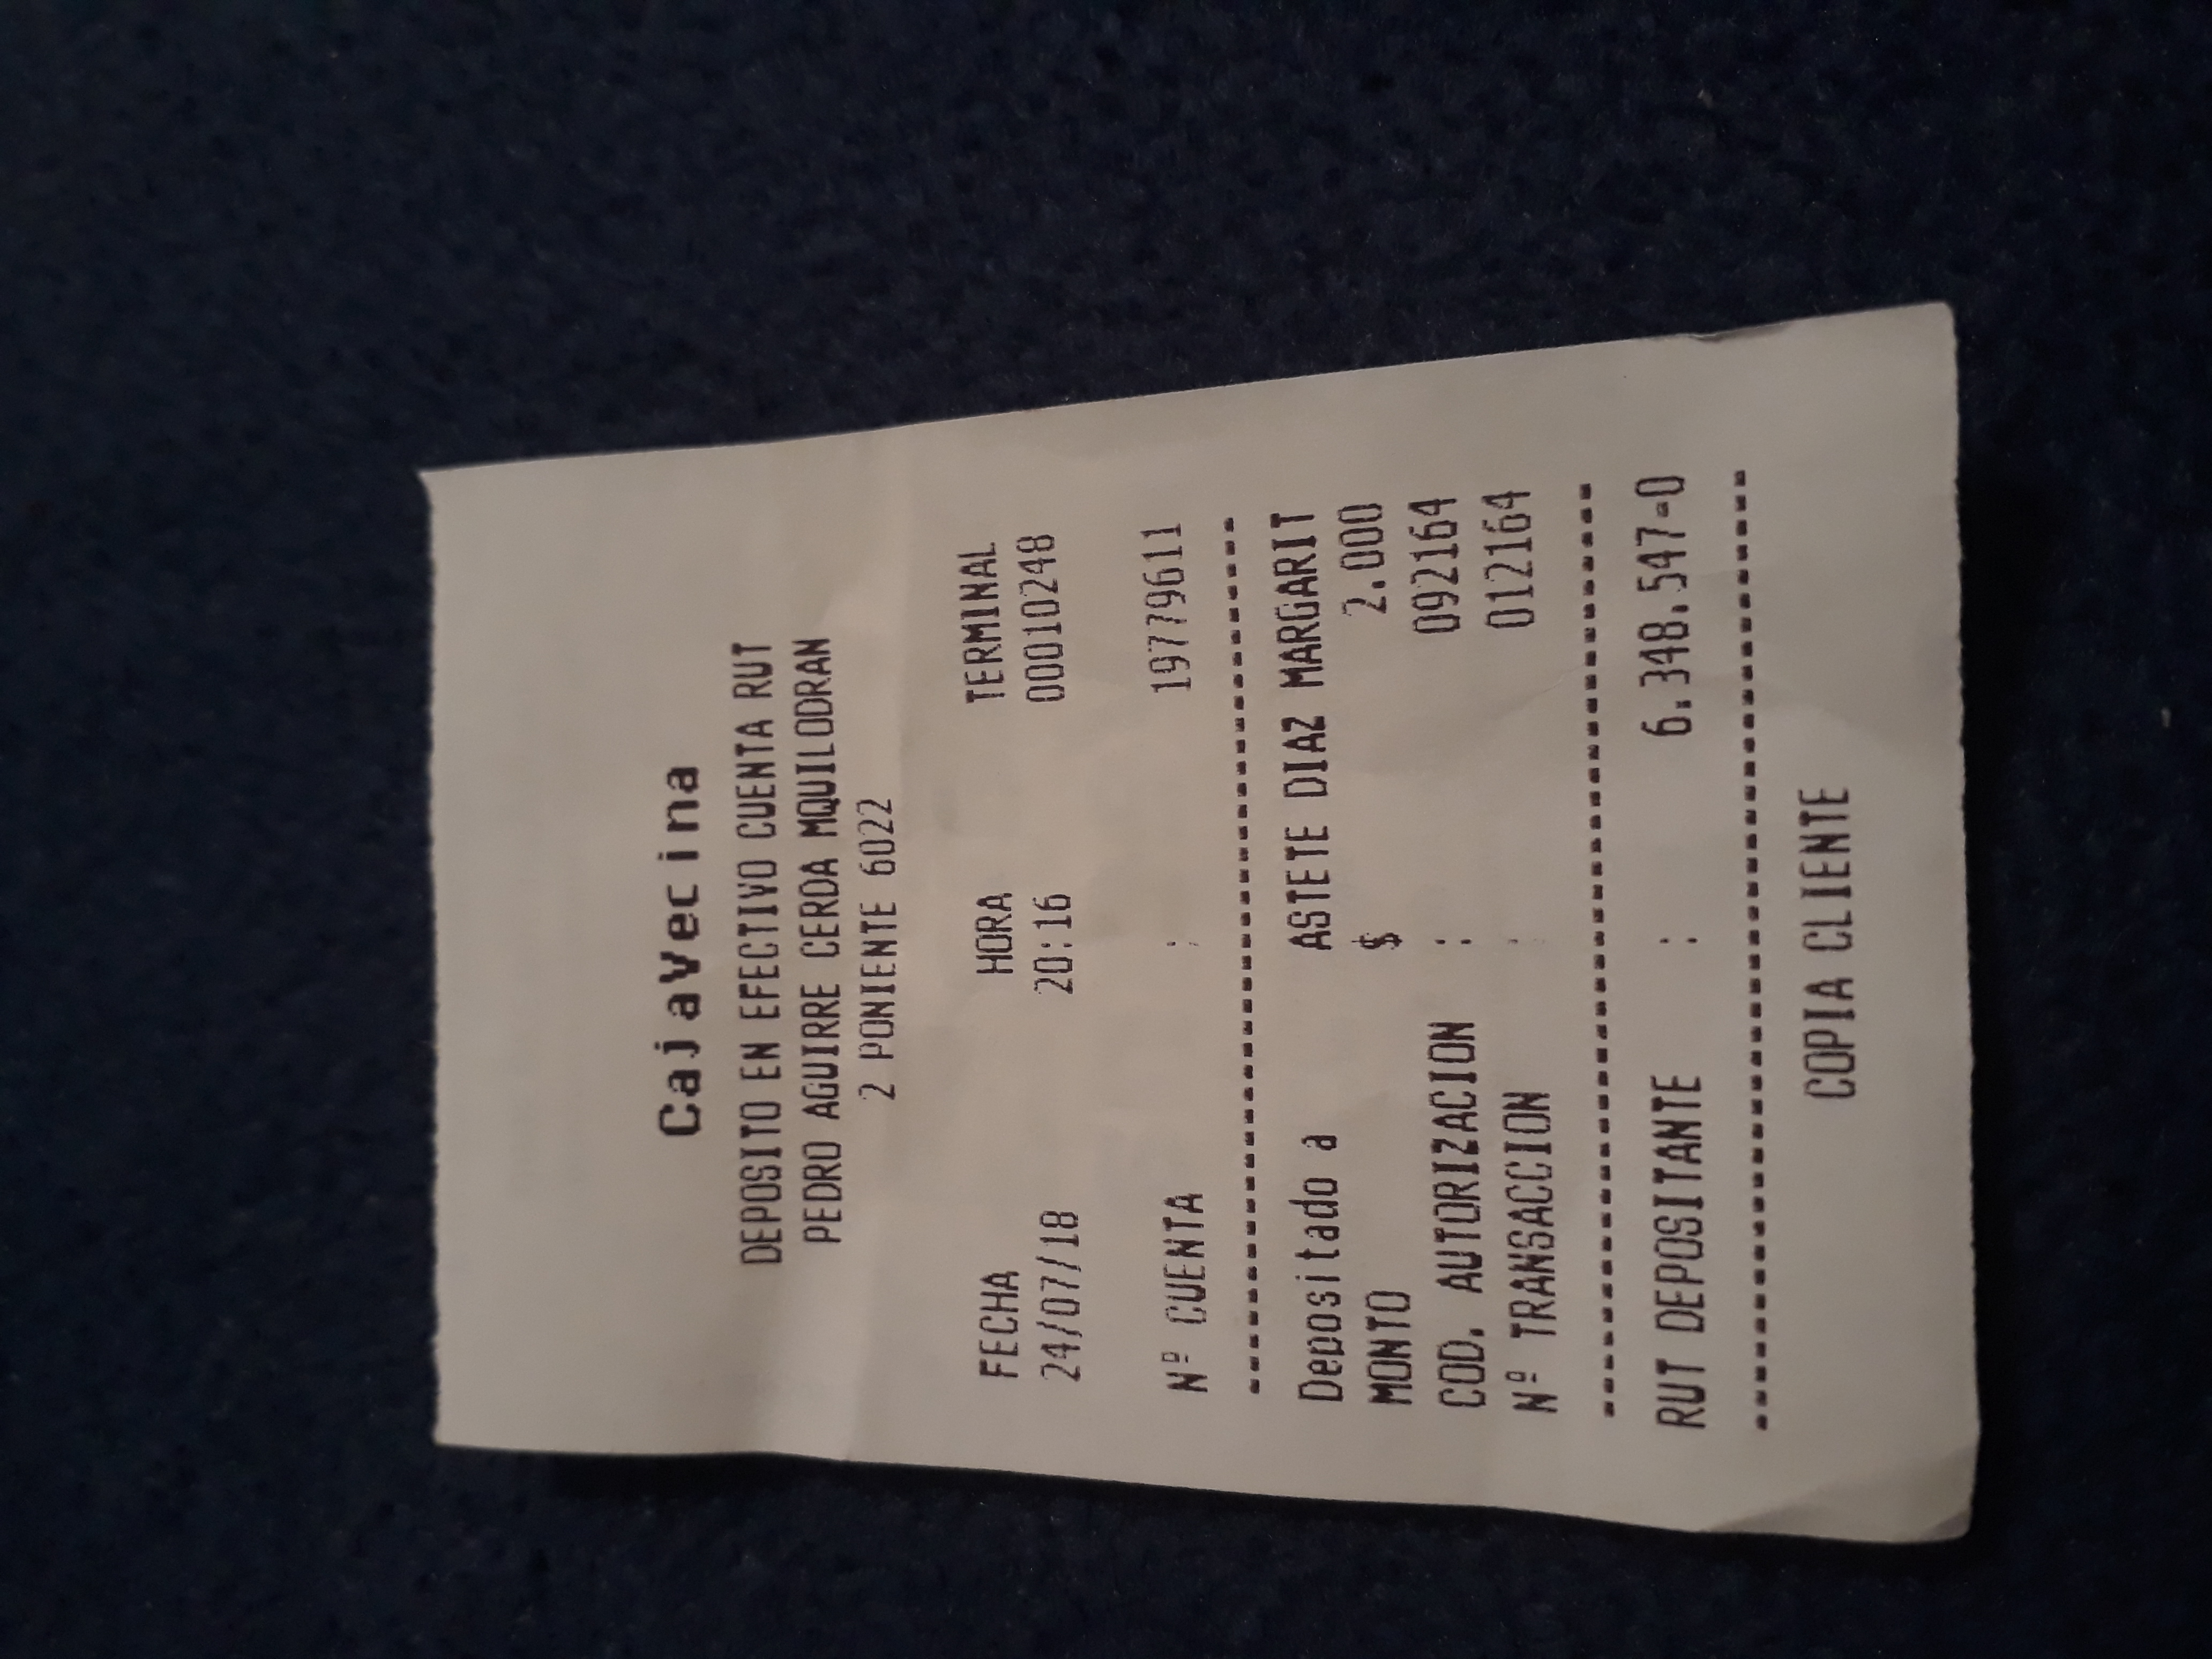 CajaVecina
DEPOSITO EN EFECTIVO CUENTA RUT
PEDRO AGUIRRE CERDA MQUILODRAN
2 PONIENTE 6022
FECHA HORA TERMINAL
24/07/18 20:16 00010248
Nº CUENTA : 19779611
Depositado a ASTETE DIAZ MARGARIT
MONTO $ 2.000
COD. AUTORIZACION : 092164
Nº TRANSACCION : 012164
RUT DEPOSITANTE : 6.348.547-0
COPIA CLIENTE